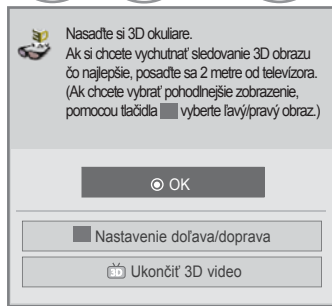 Nasaďte si 3D okuliare.
Ak si chcete vychutnať sledovanie 3D obrazu
čo najlepšie, posaďte sa 2 metre od televízora.
(Ak chcete vybrať pohodlnejšie zobrazenie,
pomocou tlačidla vyberte ľavý/pravý obraz.)
OK
Nastavenie doľava/doprava
3D Ukončiť 3D video